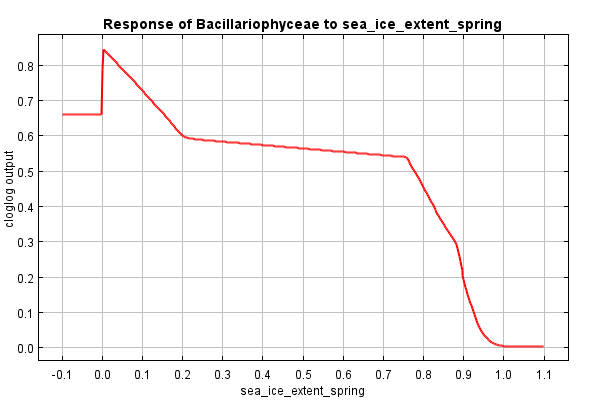 Response of Bacillariophyceae to sea_ice_extent_spring
cloglog output
0.8
0.7
0.6
0.5
0.4
0.3
0.2
0.1
0.0
-0.1 0.0 0.1 0.2 0.3 0.4 0.5 0.6 0.7 0.8 0.9 1.0 1.1
sea_ice_extent_spring